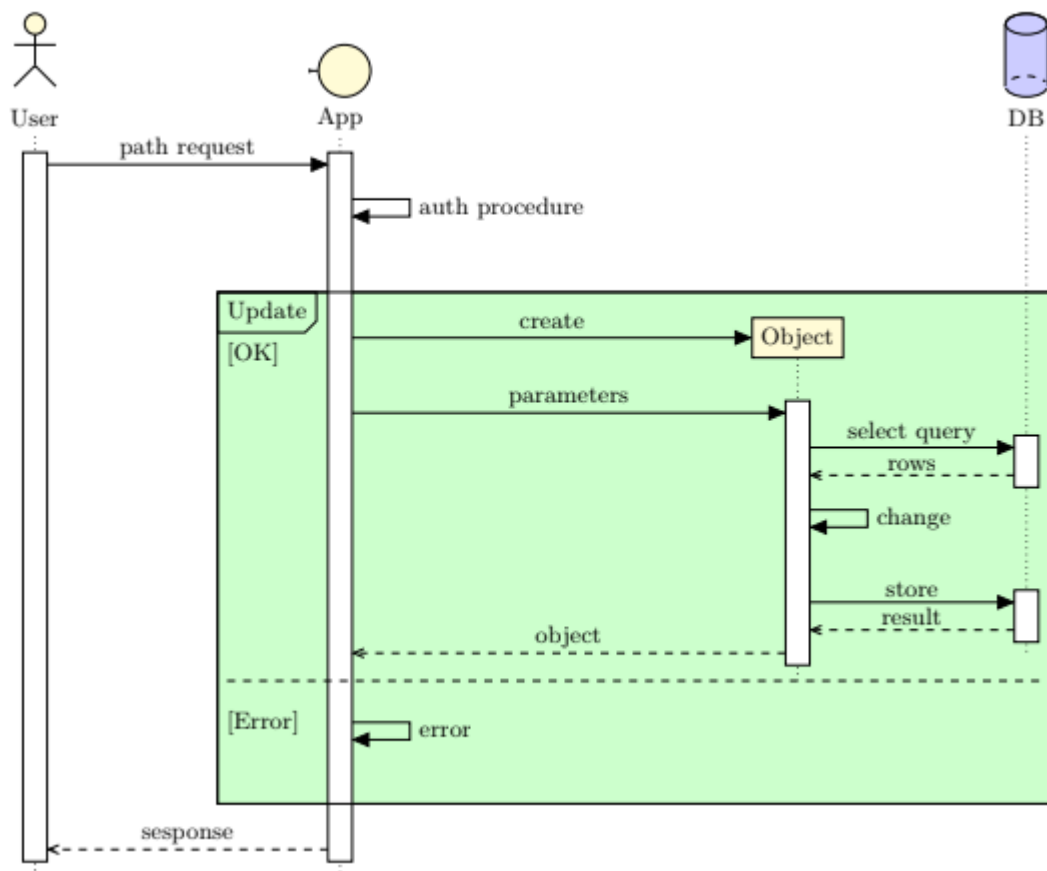 User
App
DB
path request
auth procedure
Update
create
Object
[OK]
parameters
select query
rows
change
store
result
object
[Error]
error
sesponse